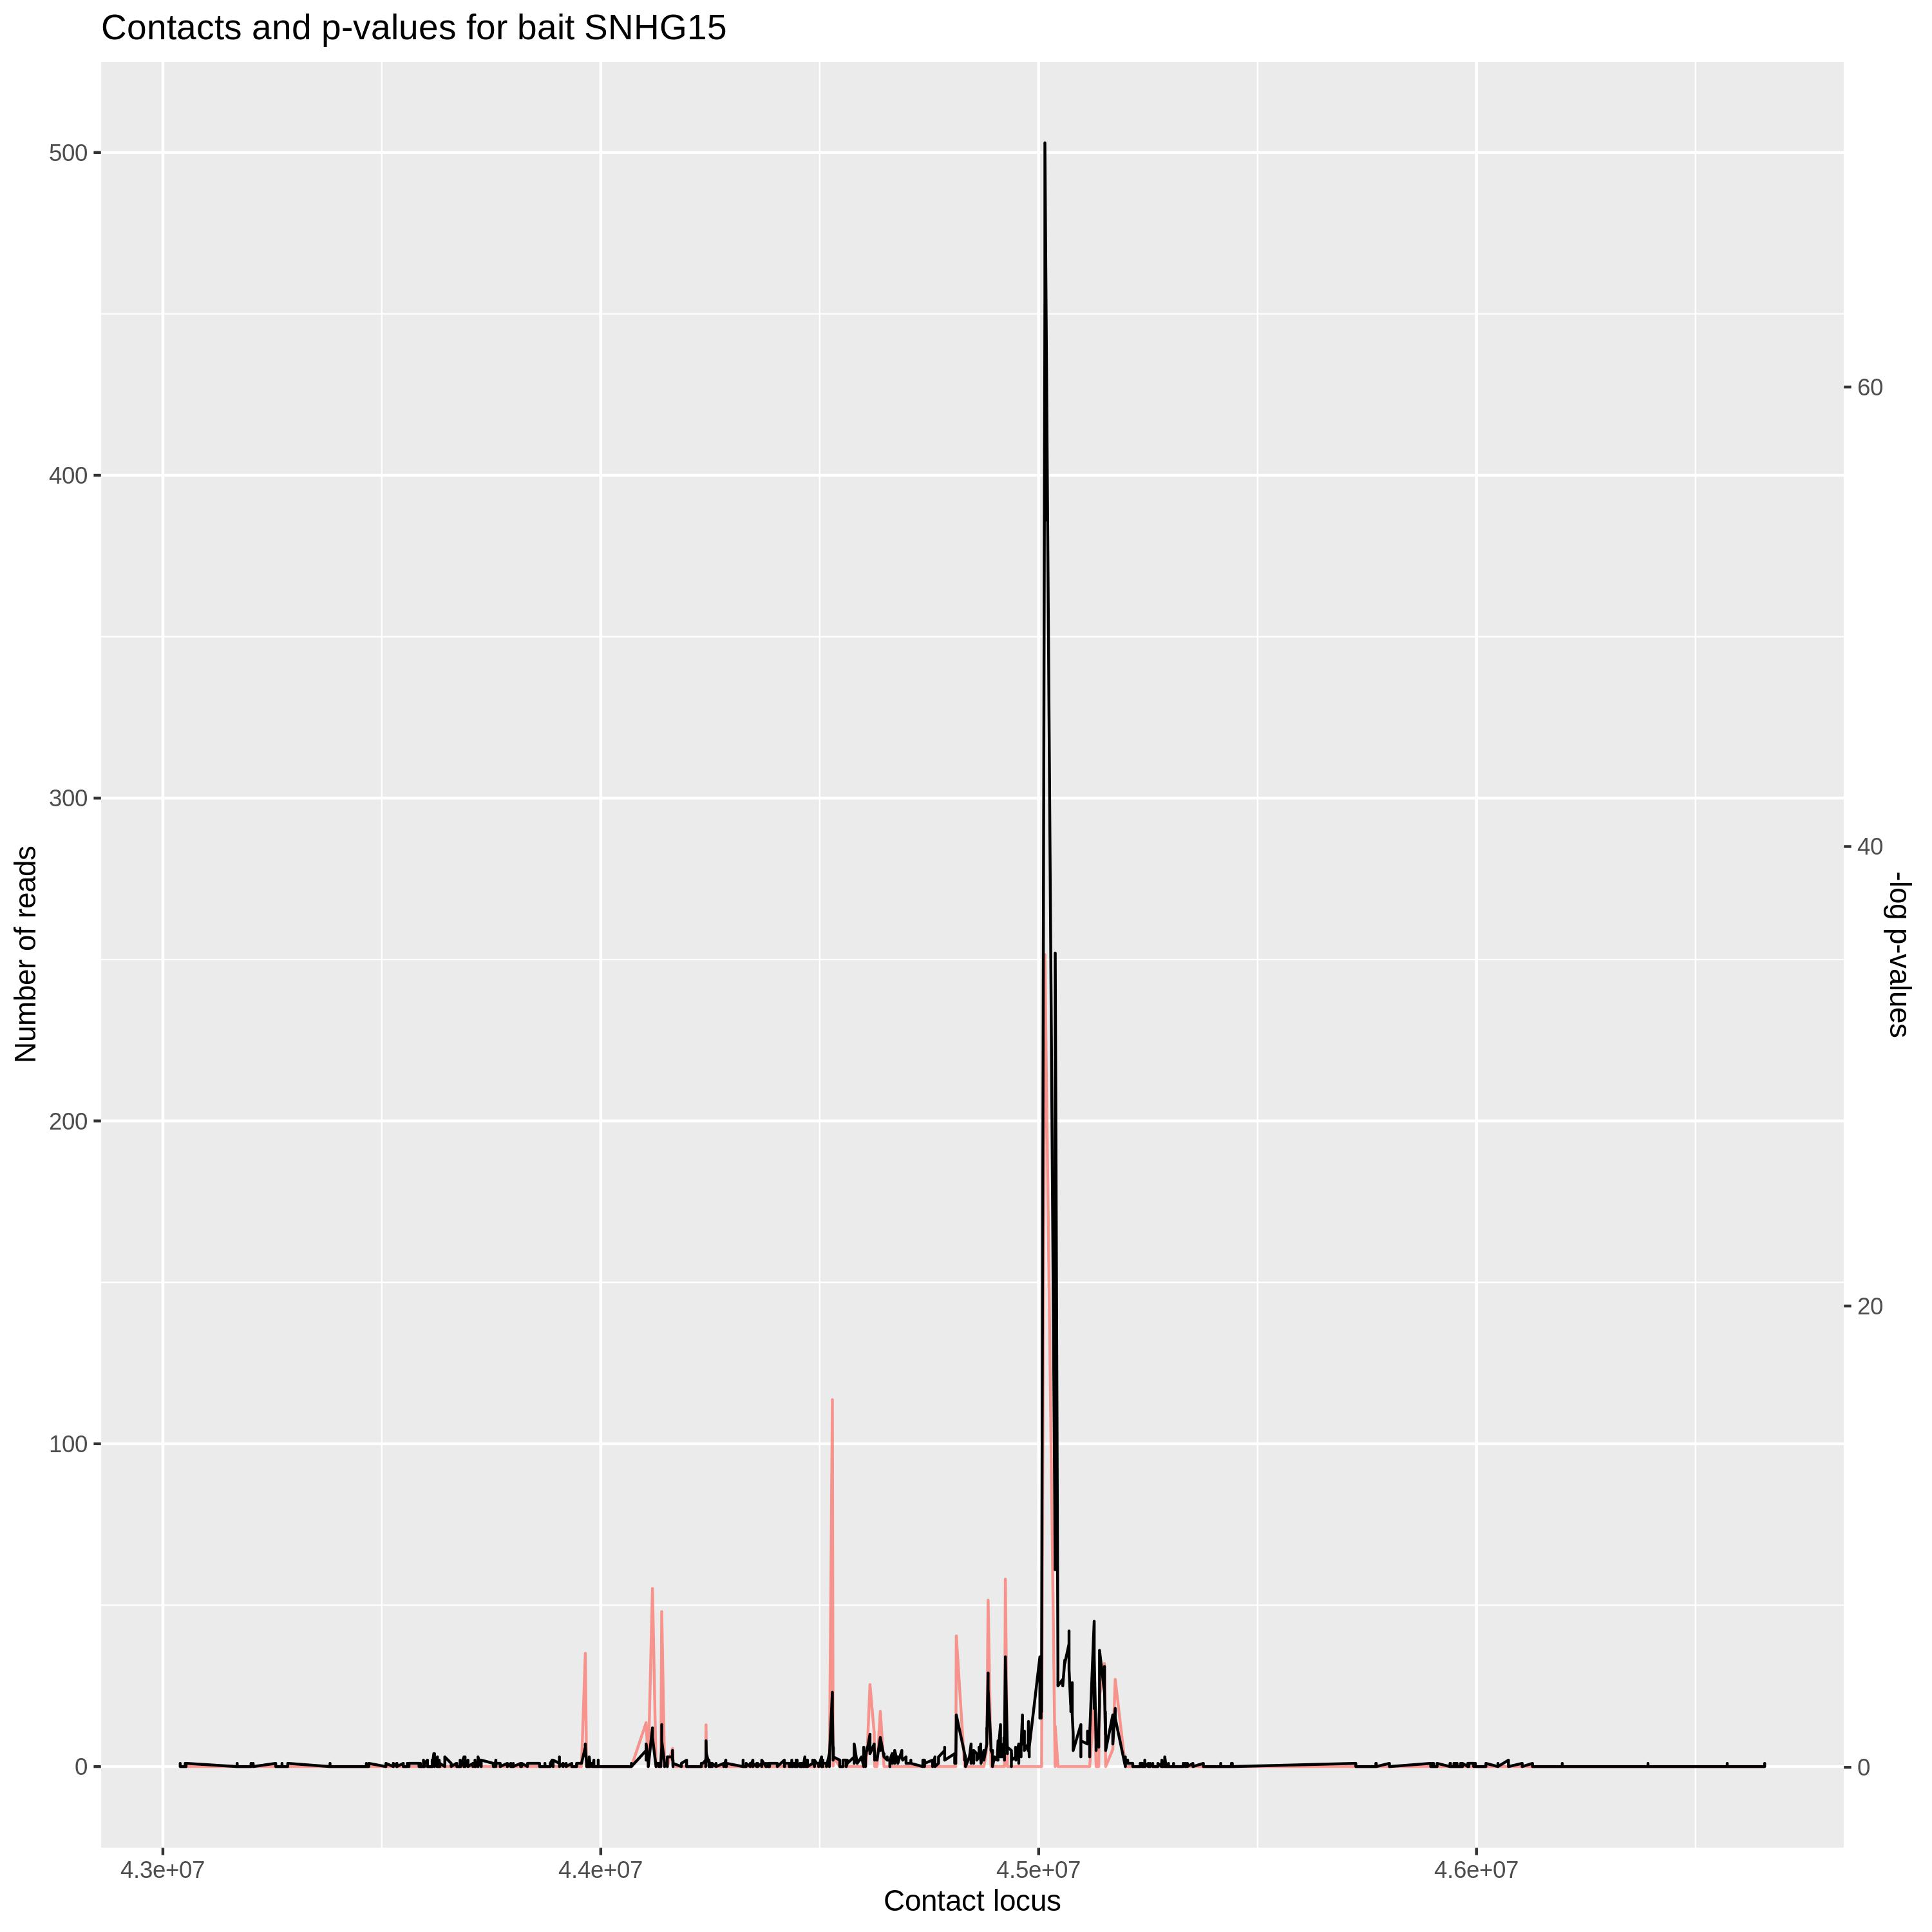 Contacts and p-values for bait SNHG15
500
400
300
200
100
0
Number of reads
60
40
20
0
-log p-values
4.3e+07
4.4e+07
4.5e+07
4.6e+07
Contact locus